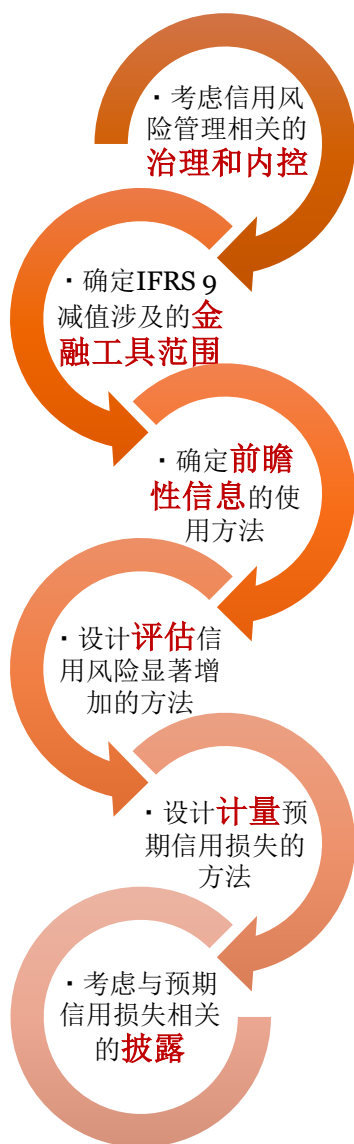 ▪ 考虑信用风
险管理相关的
治理和内控
▪ 确定IFRS 9
减值涉及的金
融工具范围
▪ 确定前瞻
性信息的使
用方法
▪ 设计评估信
用风险显著增
加的方法
▪ 设计计量预
期信用损失的
方法
▪ 考虑与预期
信用损失相关
的披露